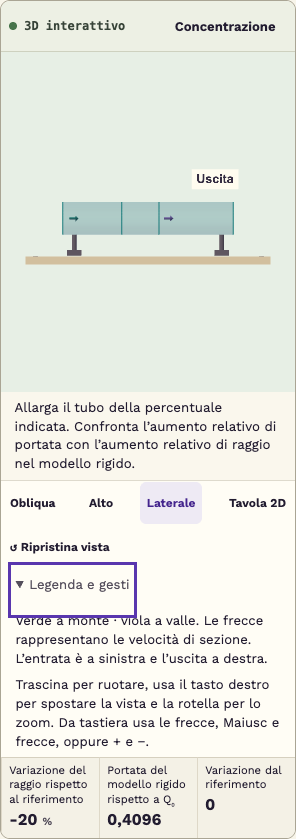 3D interattivo
Concentrazione
Uscita
Allarga il tubo della percentuale
indicata. Confronta l’aumento relativo di
portata con l’aumento relativo di raggio
nel modello rigido.
Obliqua Alto Laterale Tavola 2D
↺ Ripristina vista
▼ Legenda e gesti
Verde a monte · viola a valle. Le frecce
rappresentano le velocità di sezione.
L’entrata è a sinistra e l’uscita a destra.
Trascina per ruotare, usa il tasto destro
per spostare la vista e la rotella per lo
zoom. Da tastiera usa le frecce, Maiusc e
frecce, oppure + e −.
Variazione del
raggio rispetto
al riferimento
-20 %
Portata del
modello rigido
rispetto a Q₀
0,4096
Variazione dal
riferimento
0